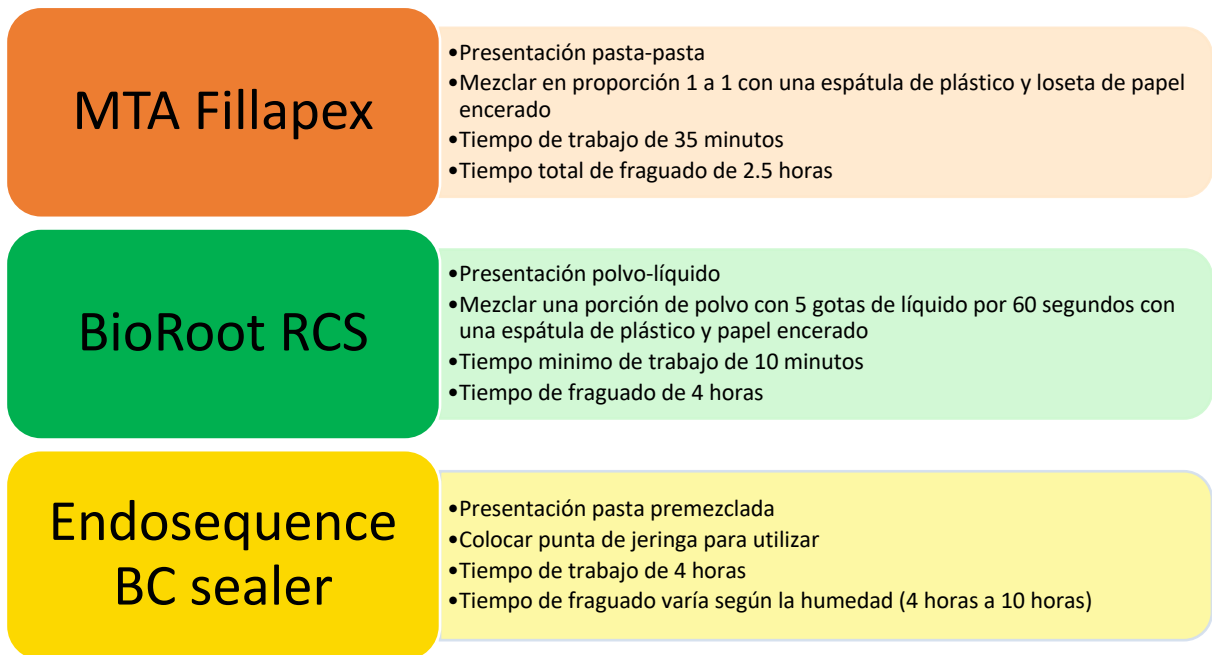 MTA Fillapex
•Presentación pasta-pasta
•Mezclar en proporción 1 a 1 con una espátula de plástico y loseta de papel
encerado
•Tiempo de trabajo de 35 minutos
•Tiempo total de fraguado de 2.5 horas
BioRoot RCS
•Presentación polvo-líquido
•Mezclar una porción de polvo con 5 gotas de líquido por 60 segundos con
una espátula de plástico y papel encerado
•Tiempo minimo de trabajo de 10 minutos
•Tiempo de fraguado de 4 horas
Endosequence
BC sealer
•Presentación pasta premezclada
•Colocar punta de jeringa para utilizar
•Tiempo de trabajo de 4 horas
•Tiempo de fraguado varía según la humedad (4 horas a 10 horas)